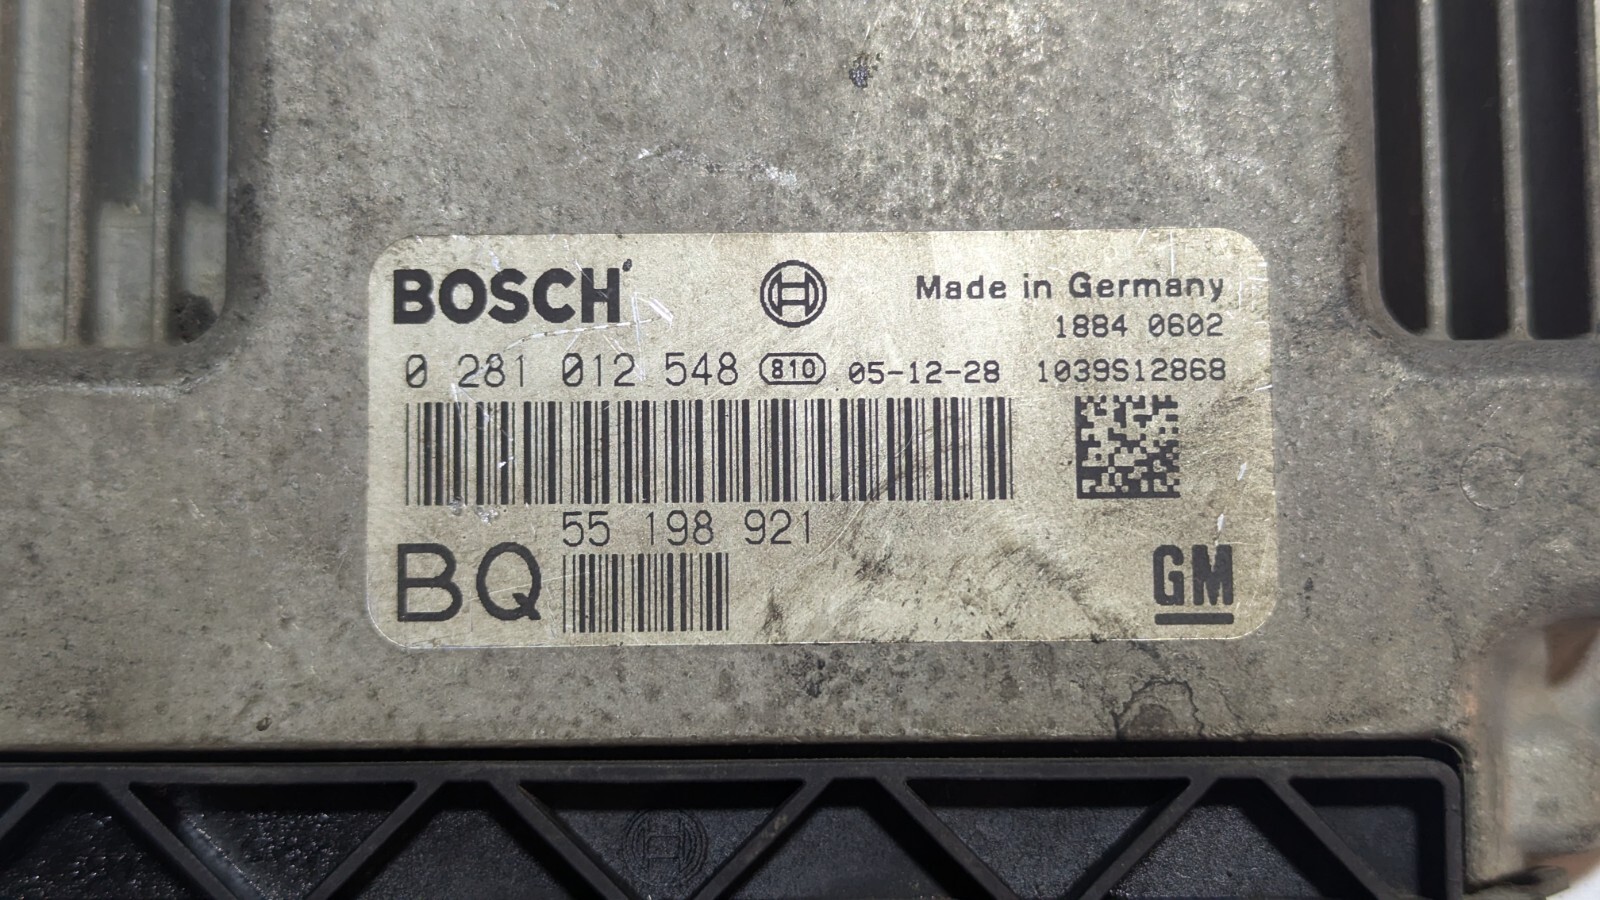 BOSCH
Made in Germany
1884 0602
0 281 012 548 810 05-12-28 1039S12868
55 198 921
BQ
GM